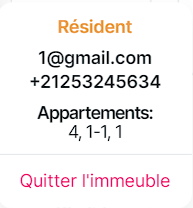 Résident
1@gmail.com
+21253245634
Appartements:
4, 1-1, 1
Quitter l'immeuble